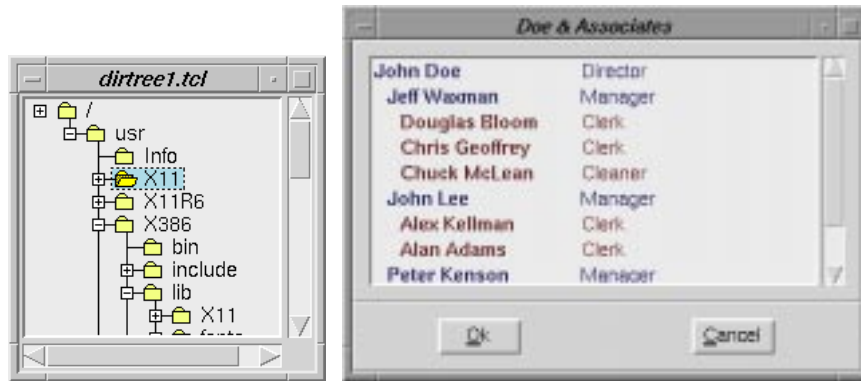 dirtree1.tcl
/
usr
Info
X11
X11R6
X386
bin
include
lib
X11
fonts
Doe & Associates
John Doe Director
Jeff Waxman Manager
Douglas Bloom Clerk
Chris Geoffrey Clerk
Chuck McLean Cleaner
John Lee Manager
Alex Kellman Clerk
Alan Adams Clerk
Peter Kenson Manager
Ok Cancel